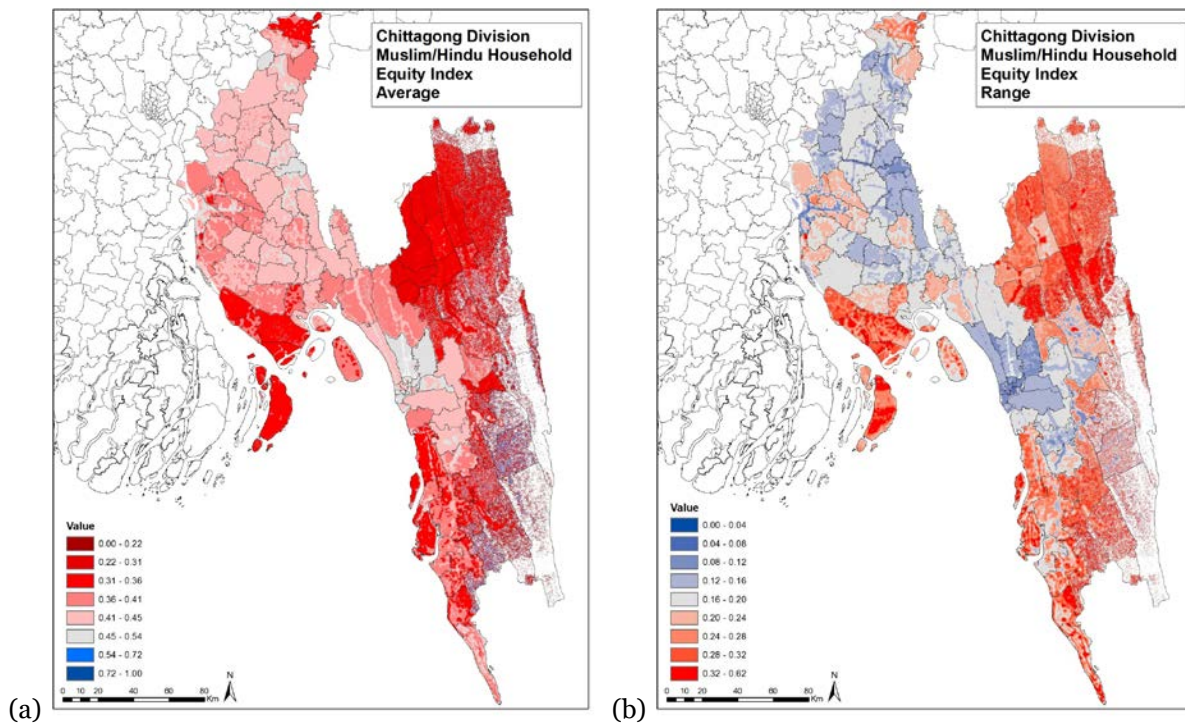 Chittagong Division
Muslim/Hindu Household
Equity Index
Average
Value
0.00 - 0.22
0.22 - 0.31
0.31 - 0.36
0.36 - 0.41
0.41 - 0.45
0.45 - 0.54
0.54 - 0.72
0.72 - 1.00
N
0 10 20 40 60 80
Km
(a)
Chittagong Division
Muslim/Hindu Household
Equity Index
Range
Value
0.00 - 0.04
0.04 - 0.08
0.08 - 0.12
0.12 - 0.16
0.16 - 0.20
0.20 - 0.24
0.24 - 0.28
0.28 - 0.32
0.32 - 0.62
N
0 10 20 40 60 80
Km
(b)